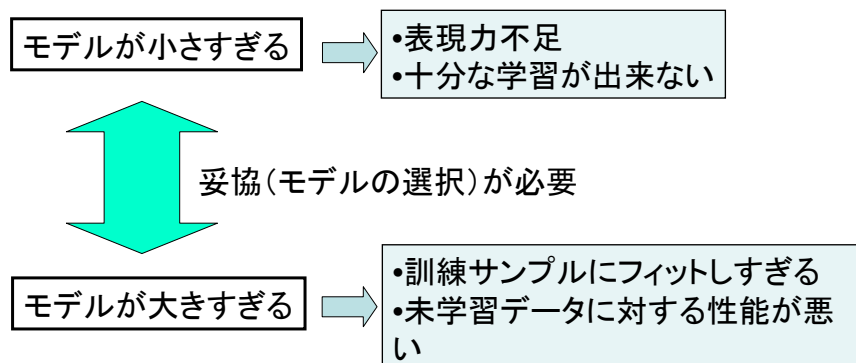 モデルが小さすぎる
•表現力不足
•十分な学習が出来ない
妥協(モデルの選択)が必要
モデルが大きすぎる
•訓練サンプルにフィットしすぎる
•未学習データに対する性能が悪
い